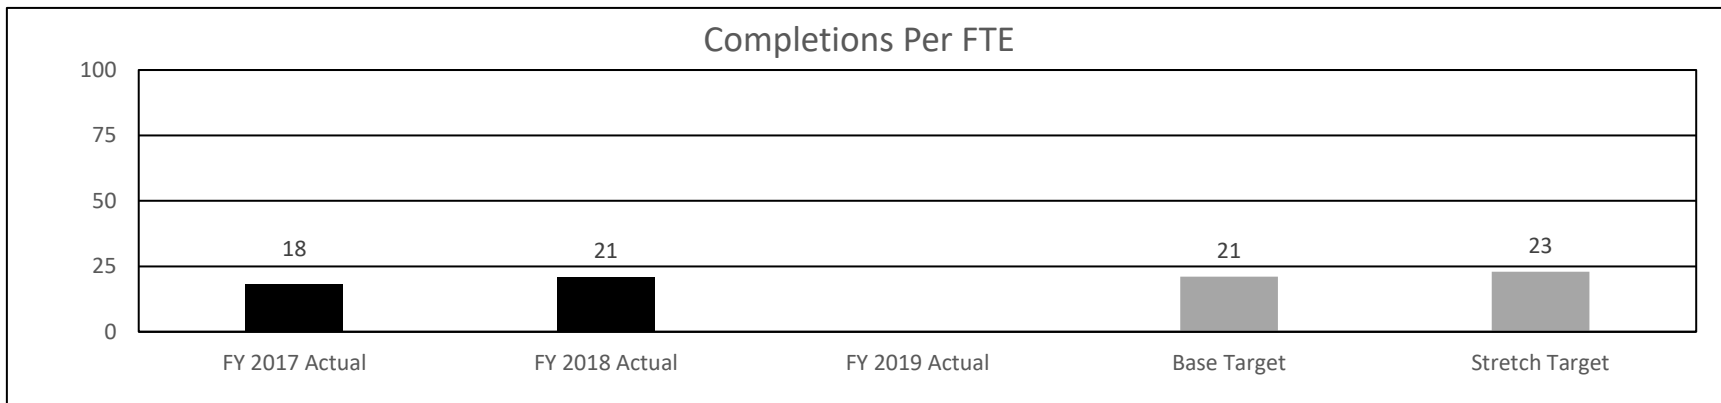 Completions Per FTE
100
75
50
25
0
18
21
21
23
FY 2017 Actual
FY 2018 Actual
FY 2019 Actual
Base Target
Stretch Target